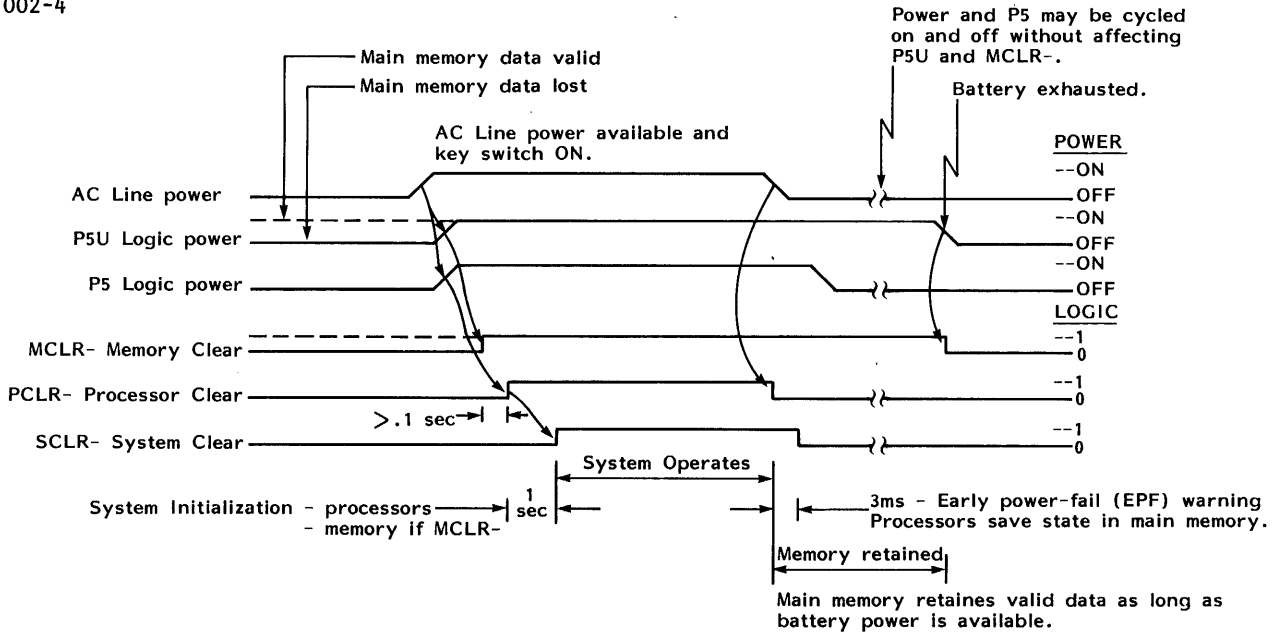 002-4
Power and P5 may be cycled
on and off without affecting
P5U and MCLR-.
Main memory data valid
Main memory data lost
Battery exhausted.
AC Line power available and
key switch ON.
POWER
AC Line power
--ON
OFF
P5U Logic power
--ON
OFF
P5 Logic power
--ON
OFF
LOGIC
MCLR- Memory Clear
--1
0
PCLR- Processor Clear
--1
0
>.1 sec
SCLR- System Clear
--1
0
System Operates
System Initialization - processors
- memory if MCLR-
1
sec
3ms - Early power-fail (EPF) warning
Processors save state in main memory.
Memory retained
Main memory retaines valid data as long as
battery power is available.